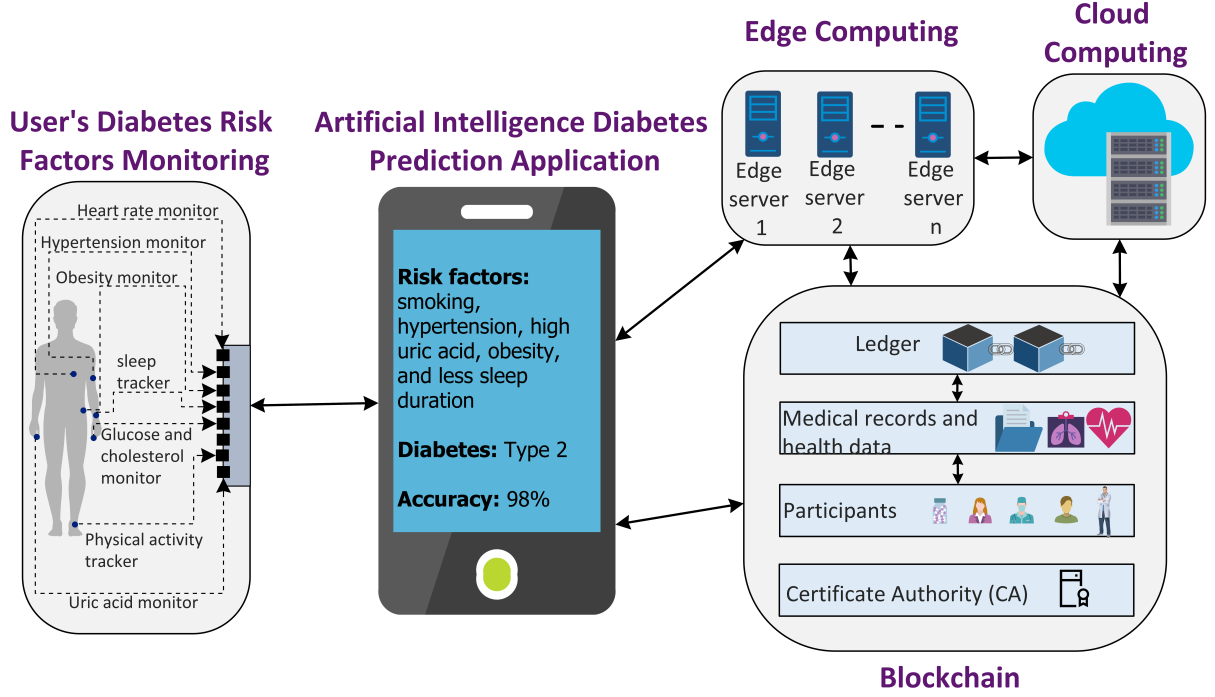 User's Diabetes Risk
Factors Monitoring
Heart rate monitor
Hypertension monitor
Obesity monitor
sleep
tracker
Glucose and
cholesterol
monitor
Physical activity
tracker
Uric acid monitor
Artificial Intelligence Diabetes
Prediction Application
Risk factors:
smoking,
hypertension, high
uric acid, obesity,
and less sleep
duration
Diabetes: Type 2
Accuracy: 98%
Edge Computing
Edge
server
1
Edge
server
2
Edge
server
n
Cloud
Computing
Ledger
Medical records and
health data
Participants
Certificate Authority (CA)
Blockchain